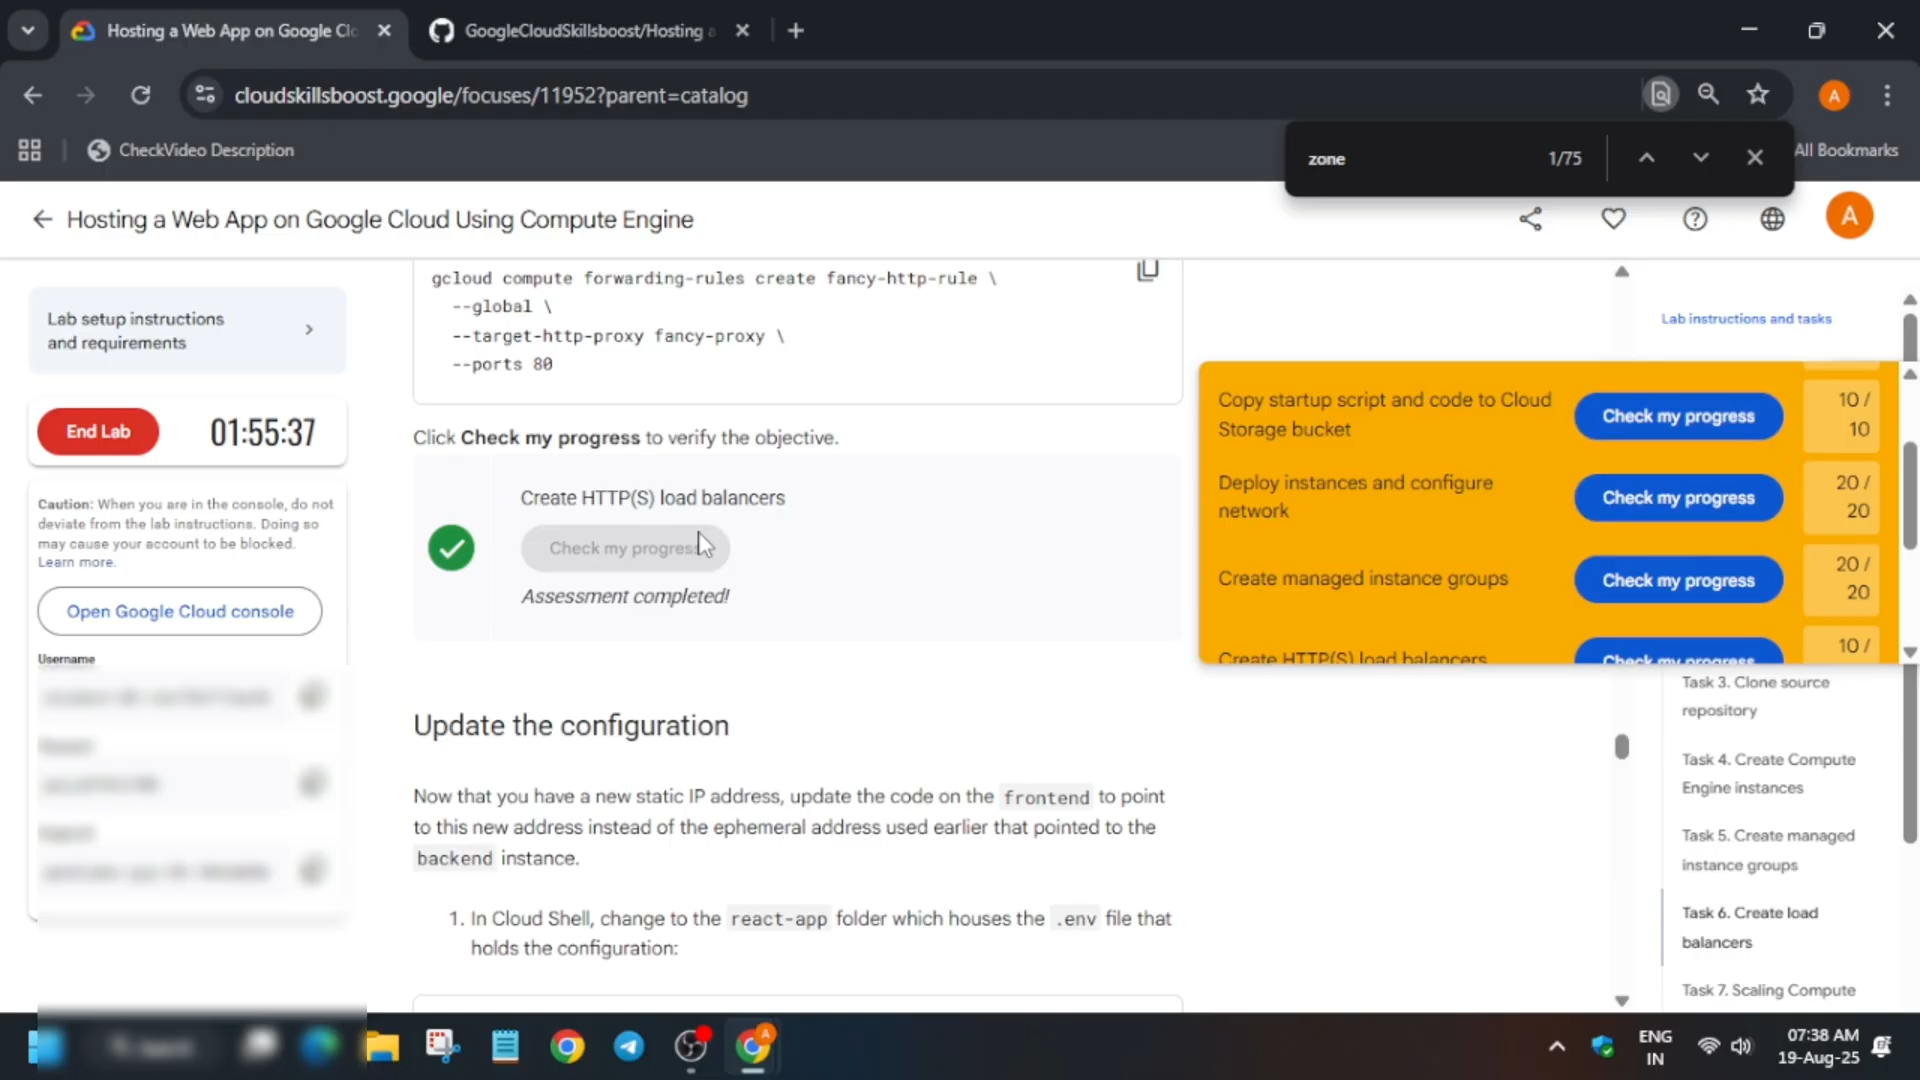 Hosting a Web App on Google Clo
GoogleCloudSkillsboost/Hosting a
cloudskillsboost.google/focuses/11952?parent=catalog
A
CheckVideo Description
All Bookmarks
zone
1/75
Hosting a Web App on Google Cloud Using Compute Engine
A
Lab setup instructions
and requirements
End Lab
01:55:37
Caution: When you are in the console, do not
deviate from the lab instructions. Doing so
may cause your account to be blocked.
Learn more.
Open Google Cloud console
Username
gcloud compute forwarding-rules create fancy-http-rule \
--global \
--target-http-proxy fancy-proxy \
--ports 80
Click Check my progress to verify the objective.
Create HTTP(S) load balancers
Check my progress
Assessment completed!
Update the configuration
Now that you have a new static IP address, update the code on the frontend to point
to this new address instead of the ephemeral address used earlier that pointed to the
backend instance.
1. In Cloud Shell, change to the react-app folder which houses the .env file that
holds the configuration:
Lab instructions and tasks
Copy startup script and code to Cloud
Storage bucket
Check my progress
10 /
10
Deploy instances and configure
network
Check my progress
20 /
20
Create managed instance groups
Check my progress
20 /
20
Create HTTP(S) load balancers
Check my progress
10 /
Task 3. Clone source
repository
Task 4. Create Compute
Engine instances
Task 5. Create managed
instance groups
Task 6. Create load
balancers
Task 7. Scaling Compute
A
ENG
IN
07:38 AM
19-Aug-25